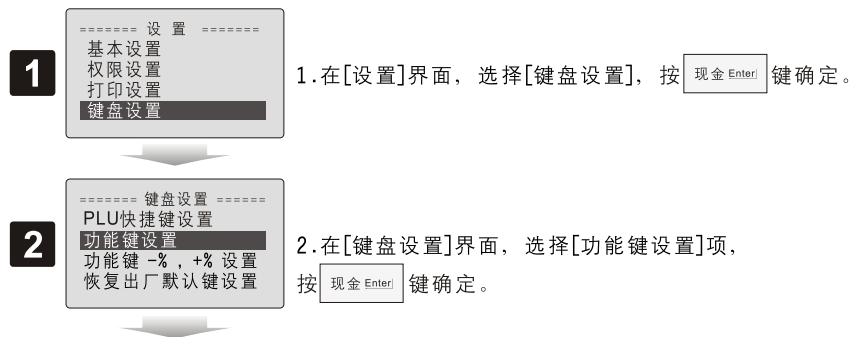 1
======= 设 置 =======
基本设置
权限设置
打印设置
键盘设置
1.在[设置]界面，选择[键盘设置]，按 现金 Enter 键确定。
2
======= 键盘设置 ======
PLU快捷键设置
功能键设置
功能键 -% , +% 设置
恢复出厂默认键设置
2.在[键盘设置]界面，选择[功能键设置]项，
按 现金 Enter 键确定。